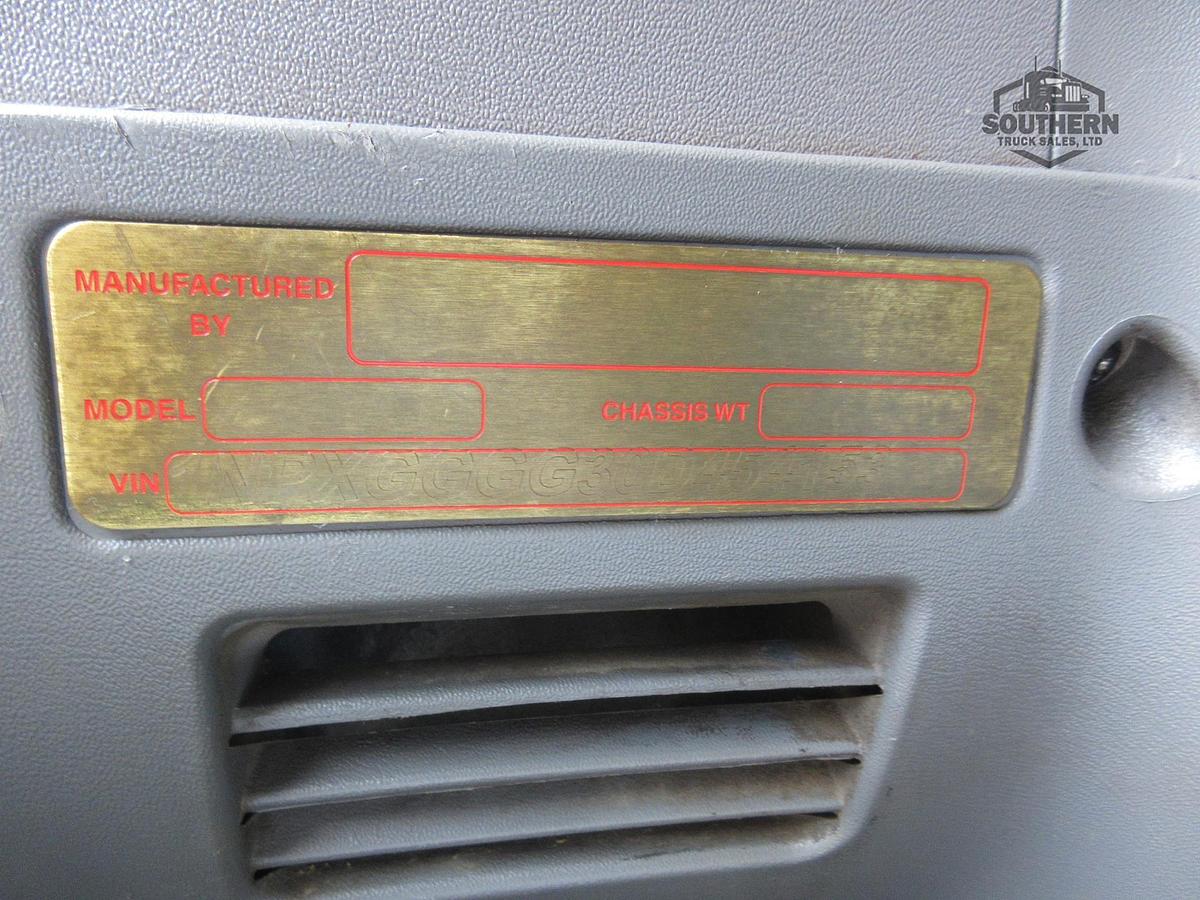 SOUTHERN
TRUCK SALES, LTD
MANUFACTURED
BY
MODEL
CHASSIS WT
VIN